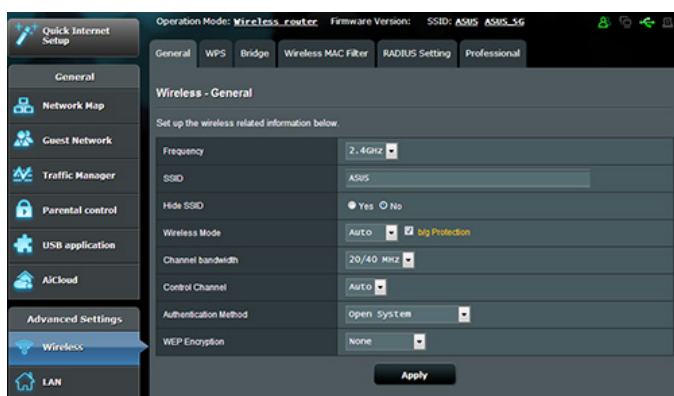 Quick Internet
Setup
Operation Mode: Wireless router Firmware Version: SSID: ASUS ASUS_5G
General WPS Bridge Wireless MAC Filter RADIUS Setting Professional
General
Network Map
Guest Network
Traffic Manager
Parental control
USB application
AiCloud
Advanced Settings
Wireless
LAN
Wireless - General
Set up the wireless related information below.
Frequency 2.4GHz
SSID ASUS
Hide SSID Yes No
Wireless Mode Auto b/g Protection
Channel bandwidth 20/40 MHz
Control Channel Auto
Authentication Method Open System
WEP Encryption None
Apply